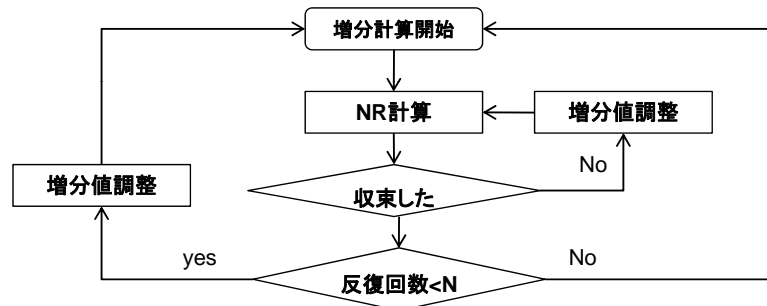 増分計算開始
NR計算
増分値調整
No
増分値調整
収束した
yes
反復回数<N
No